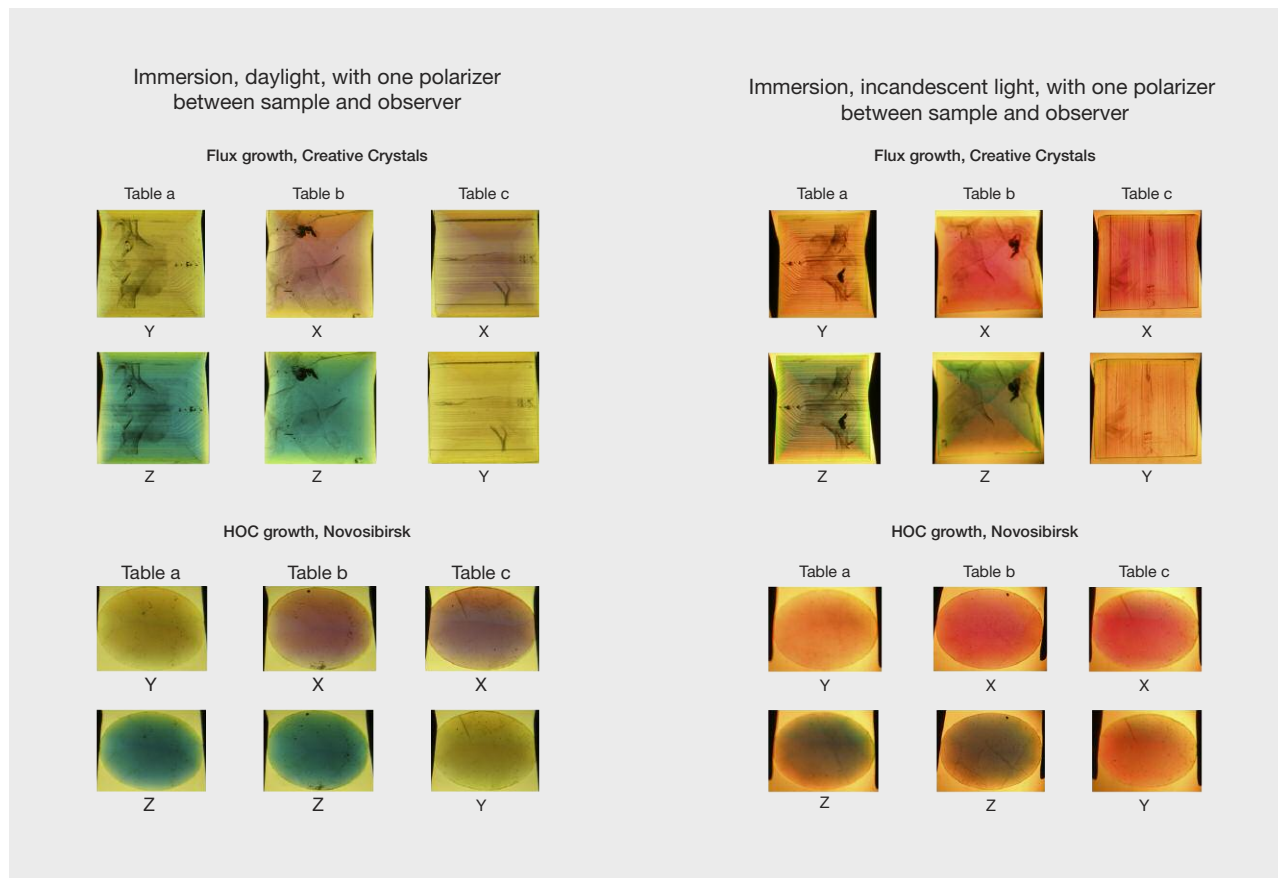 Immersion, daylight, with one polarizer
between sample and observer
Flux growth, Creative Crystals
Table a
Table b
Table c
Y
X
X
Z
Z
Y
HOC growth, Novosibirsk
Table a
Table b
Table c
Y
X
X
Z
Z
Y
Immersion, incandescent light, with one polarizer
between sample and observer
Flux growth, Creative Crystals
Table a
Table b
Table c
Y
X
X
Z
Z
Y
HOC growth, Novosibirsk
Table a
Table b
Table c
Y
X
X
Z
Z
Y